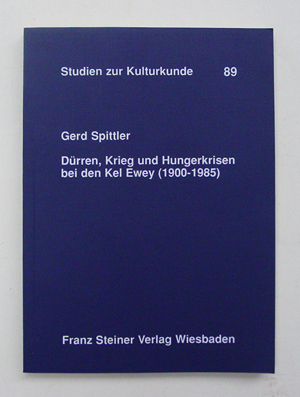 Studien zur Kulturkunde 89
Gerd Spittler
Dürren, Krieg und Hungerkrisen
bei den Kel Ewey (1900-1985)
Franz Steiner Verlag Wiesbaden